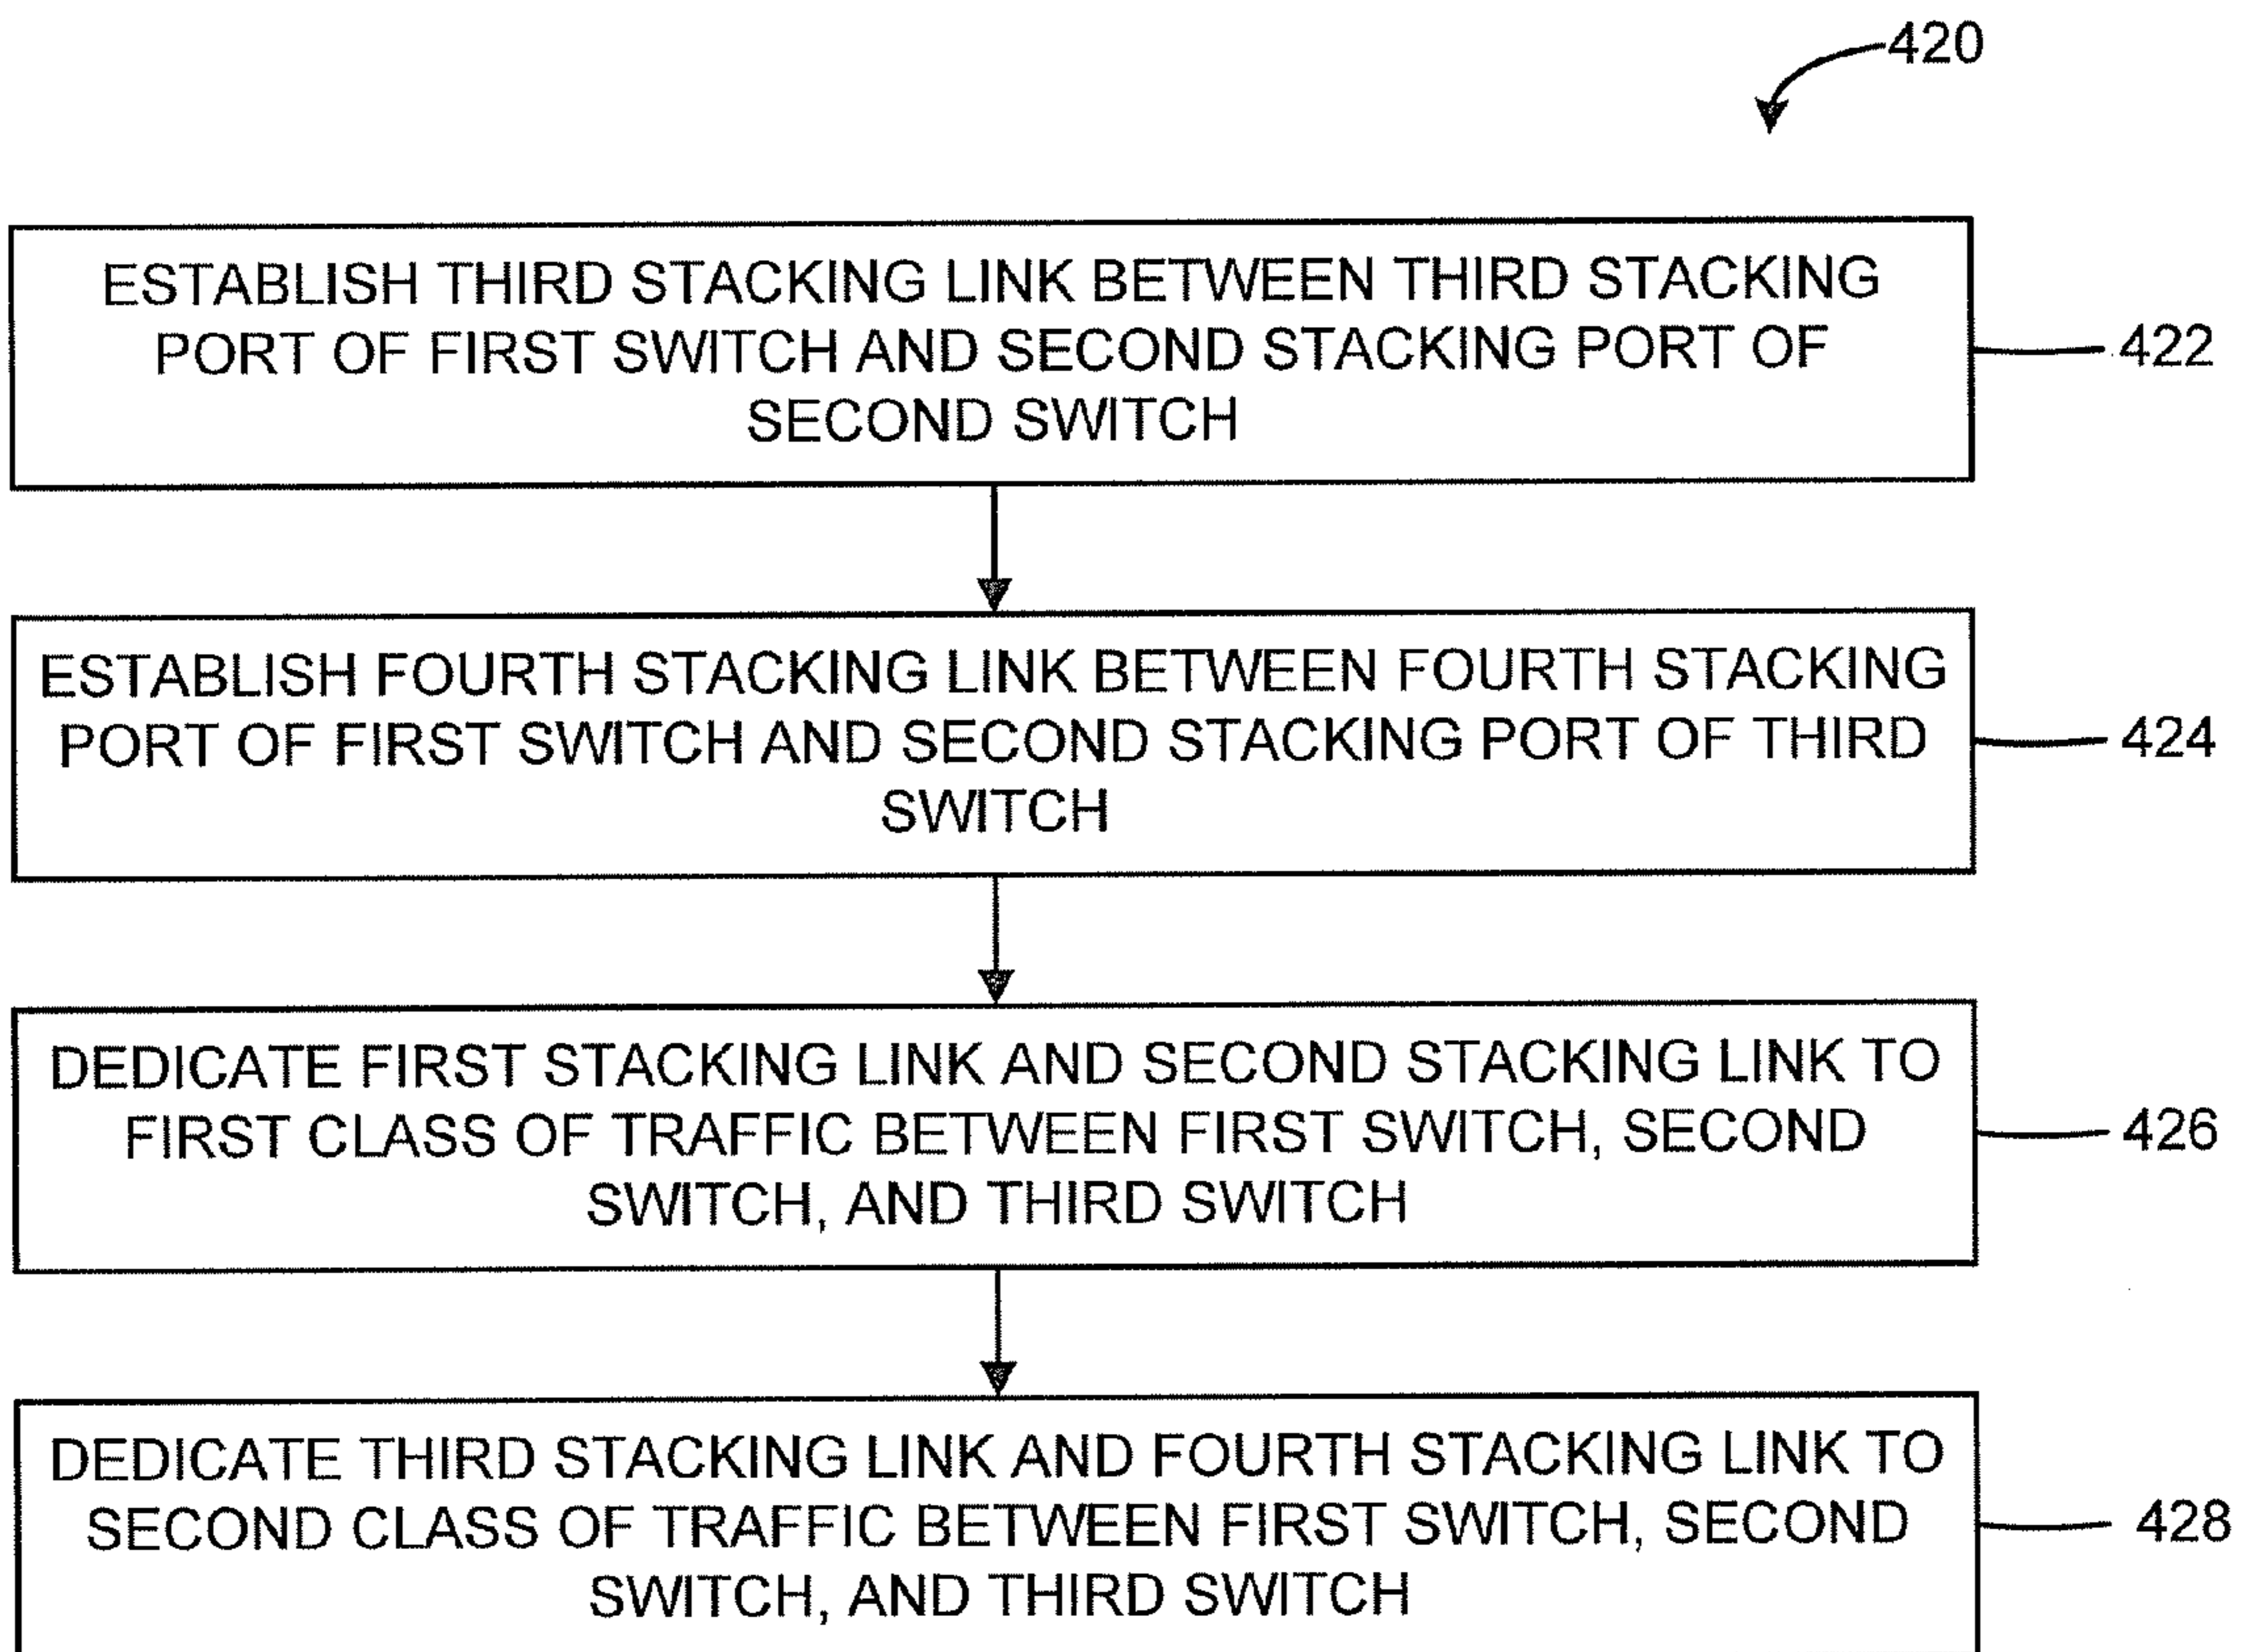 420
ESTABLISH THIRD STACKING LINK BETWEEN THIRD STACKING
PORT OF FIRST SWITCH AND SECOND STACKING PORT OF
SECOND SWITCH
422
ESTABLISH FOURTH STACKING LINK BETWEEN FOURTH STACKING
PORT OF FIRST SWITCH AND SECOND STACKING PORT OF THIRD
SWITCH
424
DEDICATE FIRST STACKING LINK AND SECOND STACKING LINK TO
FIRST CLASS OF TRAFFIC BETWEEN FIRST SWITCH, SECOND
SWITCH, AND THIRD SWITCH
426
DEDICATE THIRD STACKING LINK AND FOURTH STACKING LINK TO
SECOND CLASS OF TRAFFIC BETWEEN FIRST SWITCH, SECOND
SWITCH, AND THIRD SWITCH
428